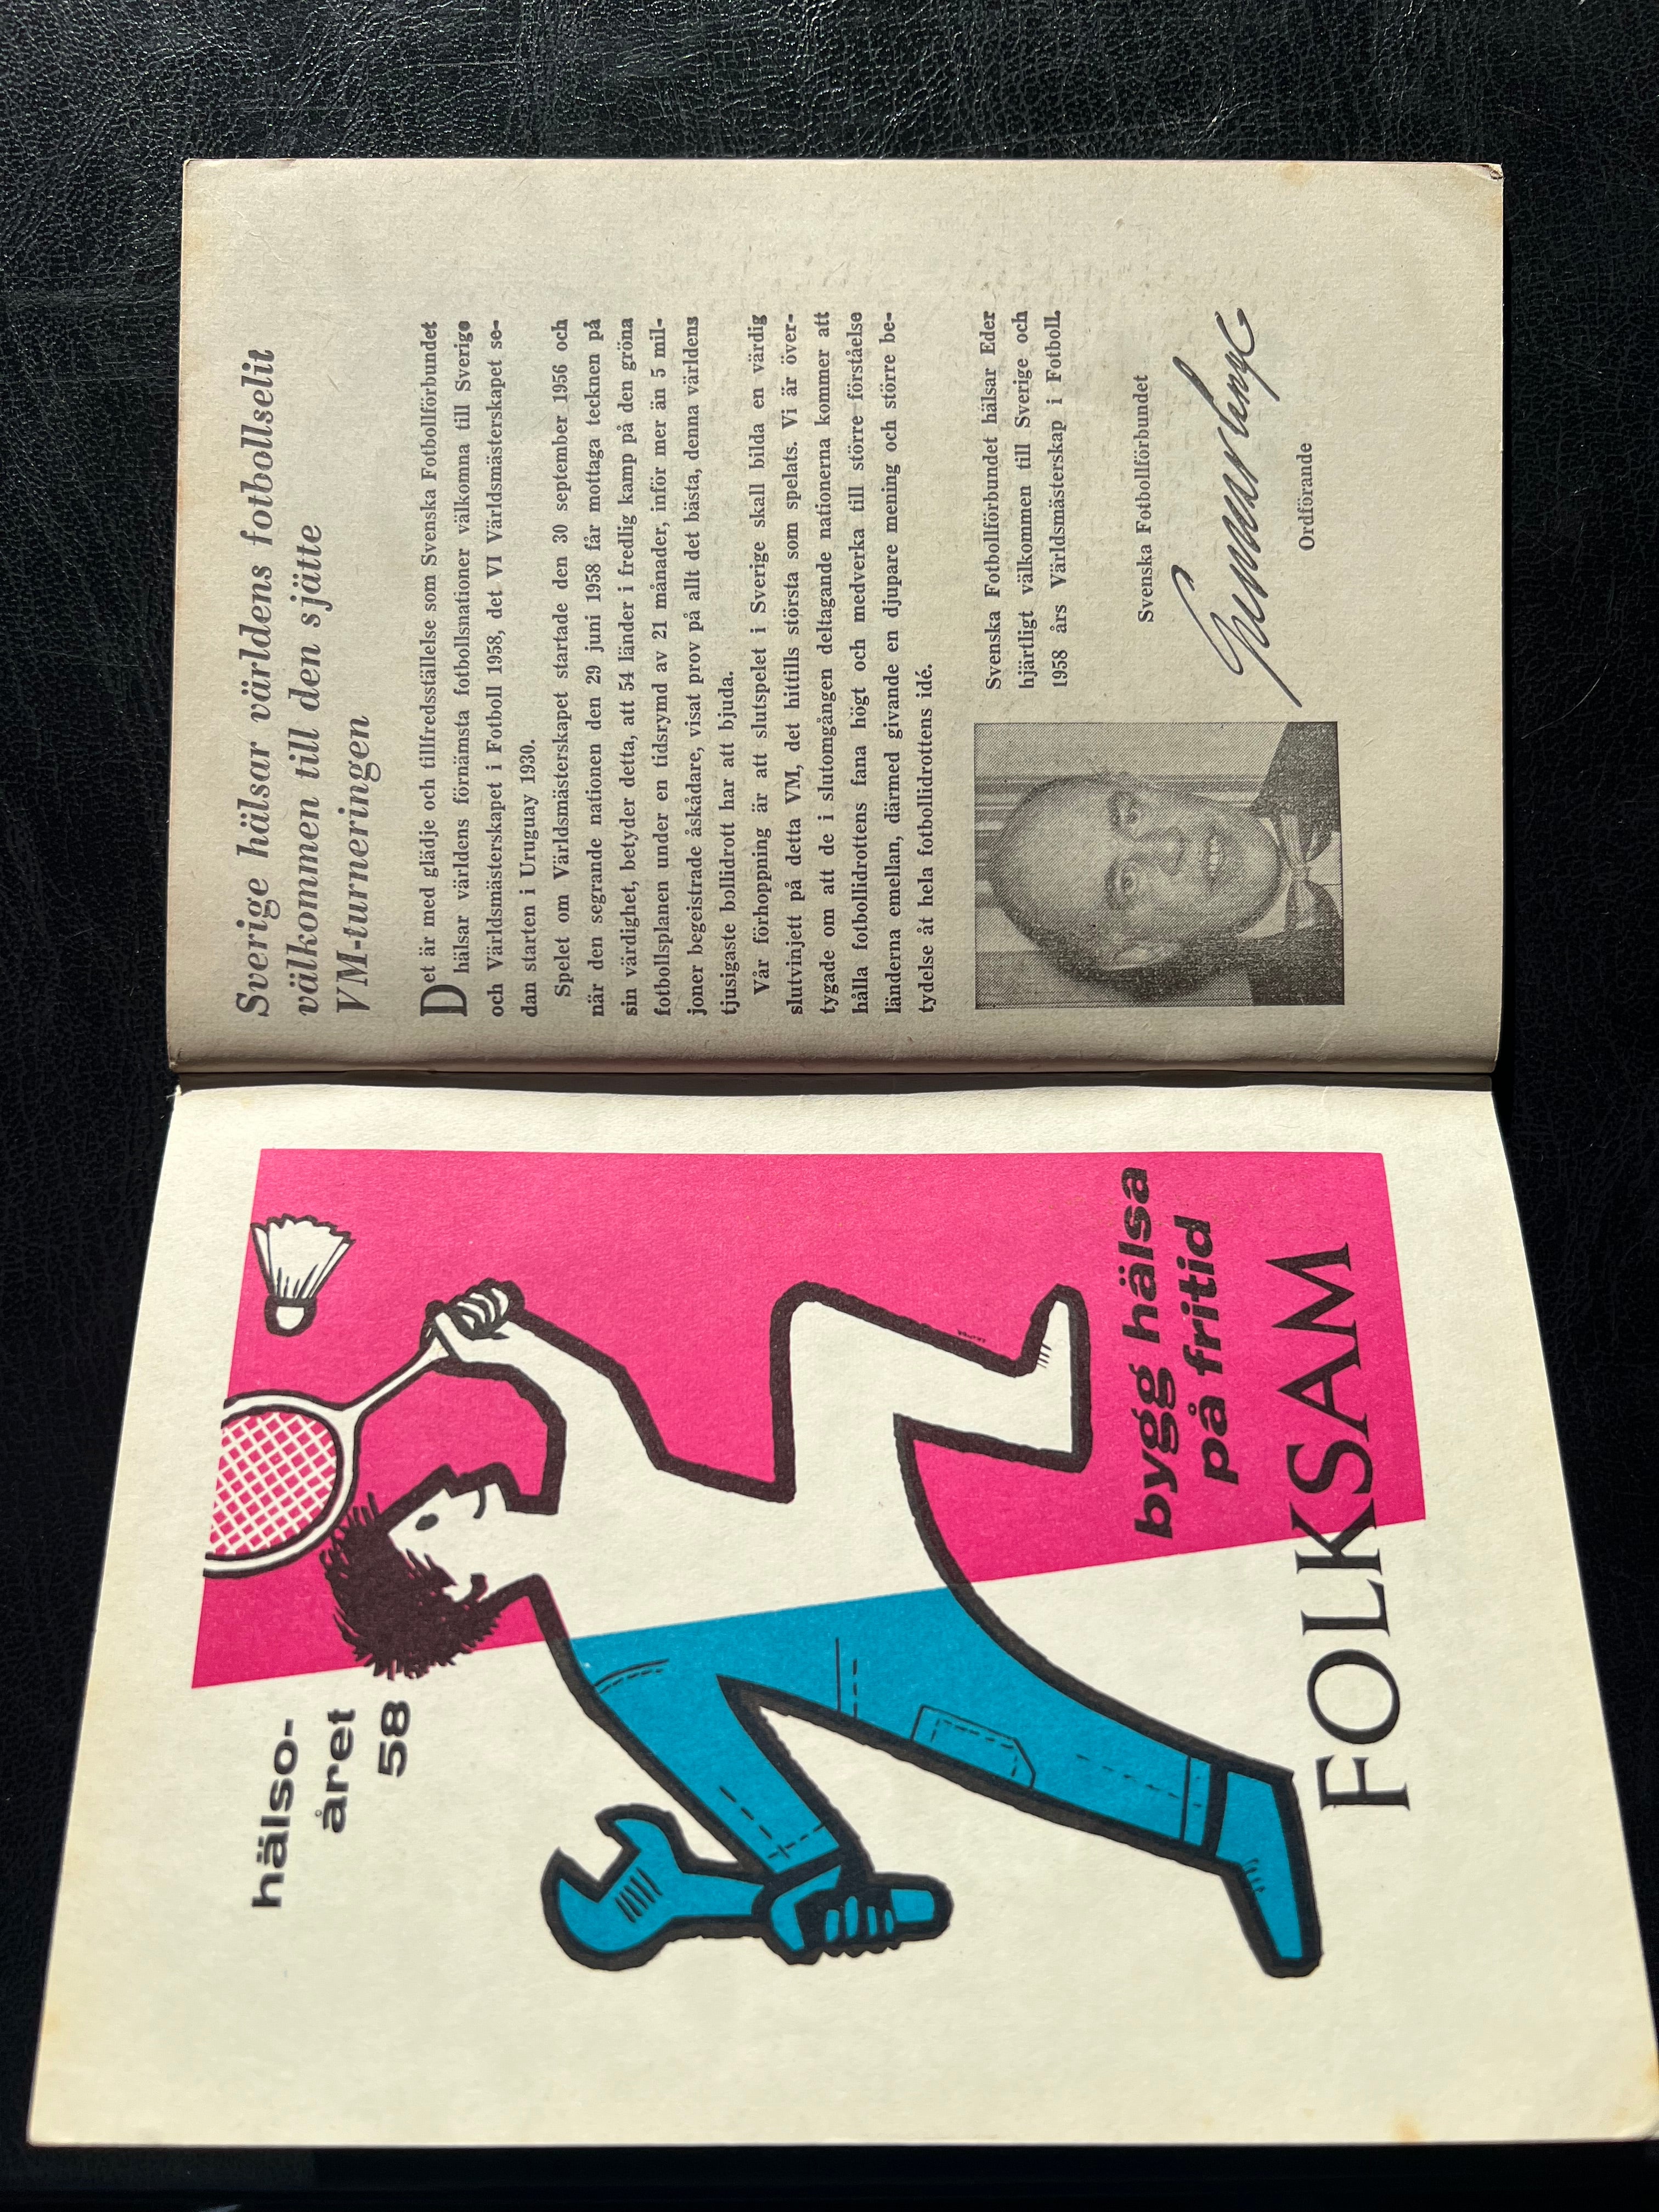 hälso-
året
58
bygg hälsa
på fritid
FOLKSAM
Sverige hälsar världens fotbollselit
välkommen till den sjätte
VM-turneringen
Det är med glädje och tillfredsställelse som Svenska Fotbollförbundet
hälsar världens förnämsta fotbollsnationer välkomna till Sverige
och Världsmästerskapet i Fotboll 1958, det VI Världsmästerskapet se-
dan starten i Uruguay 1930.
Spelet om Världsmästerskapet startade den 30 september 1956 och
när den segrande nationen den 29 juni 1958 får mottaga tecknen på
sin värdighet, betyder detta, att 54 länder i fredlig kamp på den gröna
fotbollsplanen under en tidsrymd av 21 månader, inför mer än 5 mil-
joner begeistrade åskådare, visat prov på allt det bästa, denna världens
tjusigaste bollidrott har att bjuda.
Vår förhoppning är att slutspelet i Sverige skall bilda en värdig
slutvinjett på detta VM, det hittills största som spelats. Vi är över-
tygade om att de i slutomgången deltagande nationerna kommer att
hålla fotbollidrottens fana högt och medverka till större förståelse
länderna emellan, därmed givande en djupare mening och större be-
tydelse åt hela fotbollidrottens idé.
Svenska Fotbollförbundet hälsar Eder
hjärtligt välkommen till Sverige och
1958 års Världsmästerskap i Fotboll.
Svenska Fotbollförbundet
Gunnar Lange
Ordförande